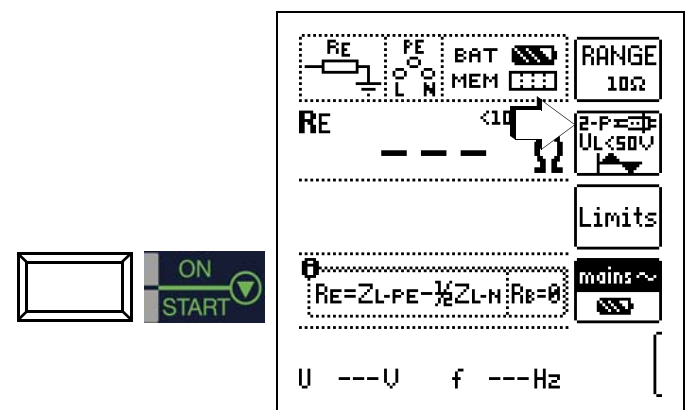 RE
PE
L N
BAT
MEM
RANGE
10Ω
RE
<10
--- Ω
2-P
UL<50V
Limits
ON
START
mains~
RE=ZL-PE-½ZL-N RB=0
U ---V f ---Hz